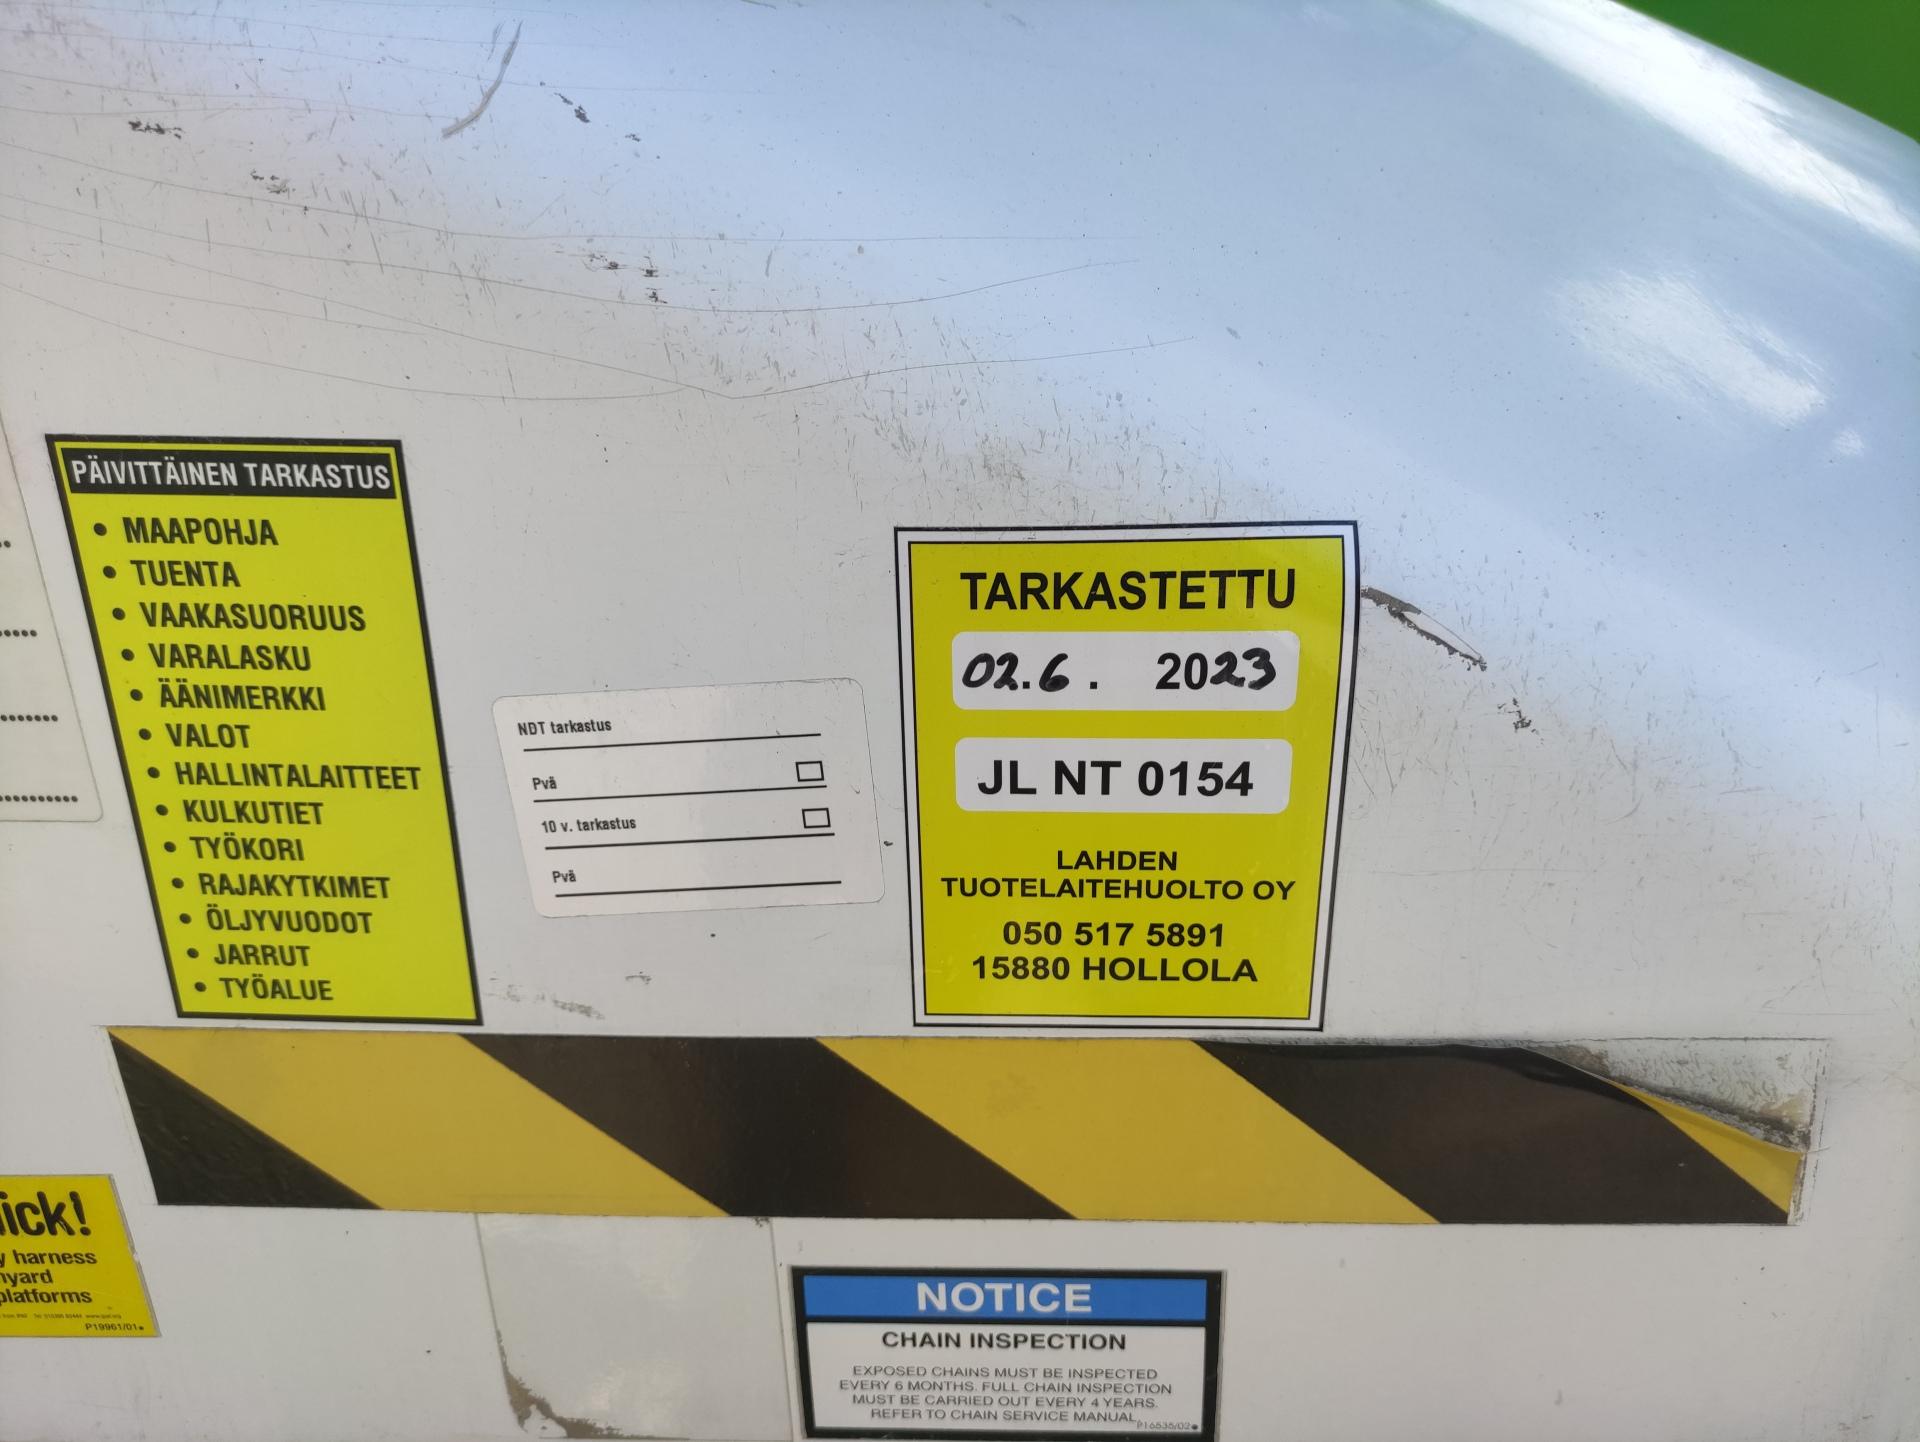 PÄIVITTÄINEN TARKASTUS
• MAAPOHJA
• TUENTA
• VAAKASUORUUS
• VARALASKU
• ÄÄNIMERKKI
• VALOT
• HALLINTALAITTEET
• KULKUTIET
• TYÖKORI
• RAJAKYTKIMET
• ÖLJYVUODOT
• JARRUT
• TYÖALUE
NDT tarkastus
Pvä
10 v. tarkastus
Pvä
TARKASTETTU
02.6. 2023
JL NT 0154
LAHDEN
TUOTELAITEHUOLTO OY
050 517 5891
15880 HOLLOLA
harness
platforms
P19961/01
NOTICE
CHAIN INSPECTION
EXPOSED CHAINS MUST BE INSPECTED
EVERY 6 MONTHS. FULL CHAIN INSPECTION
MUST BE CARRIED OUT EVERY 4 YEARS.
REFER TO CHAIN SERVICE MANUAL
P16535/02